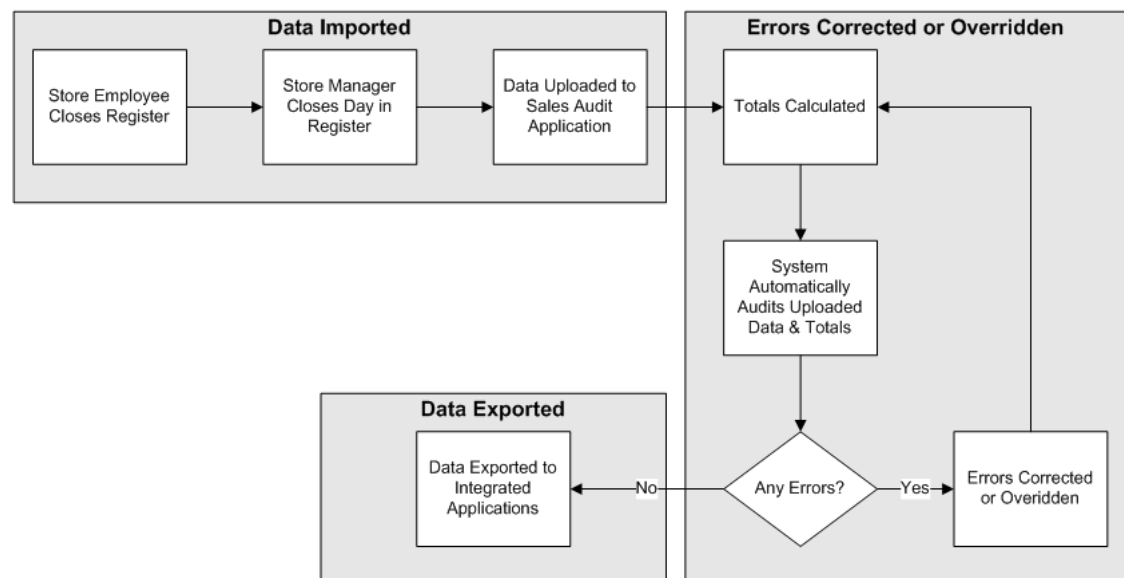 Data Imported
Store Employee
Closes Register
Store Manager
Closes Day in
Register
Data Uploaded to
Sales Audit
Application
Errors Corrected or Overridden
Totals Calculated
System
Automatically
Audits Uploaded
Data & Totals
Any Errors?
Yes
Errors Corrected
or Overidden
No
Data Exported
Data Exported to
Integrated
Applications